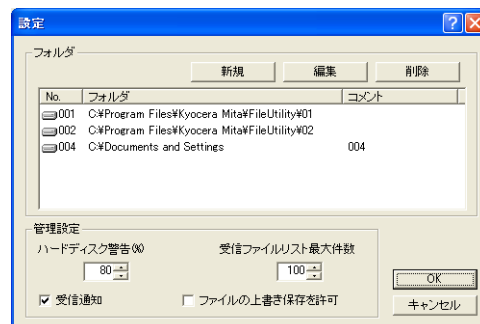 設定
フォルダ
新規 編集 削除
No. フォルダ コメント
001 C:¥Program Files¥Kyocera Mita¥FileUtility¥01
002 C:¥Program Files¥Kyocera Mita¥FileUtility¥02
004 C:¥Documents and Settings 004
管理設定
ハードディスク警告(%) 受信ファイルリスト最大件数
80 100
OK
受信通知 ファイルの上書き保存を許可
キャンセル